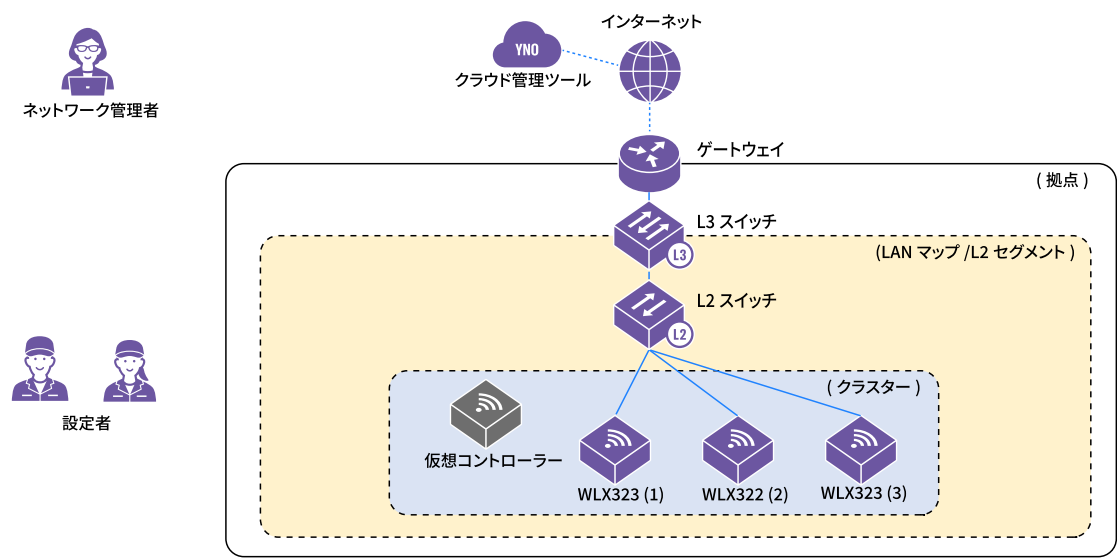 インターネット
YNO
クラウド管理ツール
ネットワーク管理者
ゲートウェイ
( 拠点 )
L3 スイッチ
L3
(LAN マップ /L2 セグメント )
L2 スイッチ
L2
( クラスター )
設定者
仮想コントローラー
WLX323 (1)
WLX322 (2)
WLX323 (3)